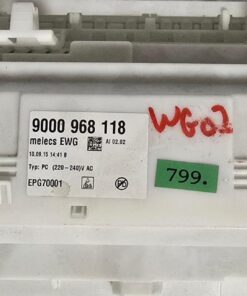 9000 968 118
melecs EWG AI 02.02
10.09.15 14:41 B
Typ: PC (220-240)V AC
EPG70001
WG02
799.